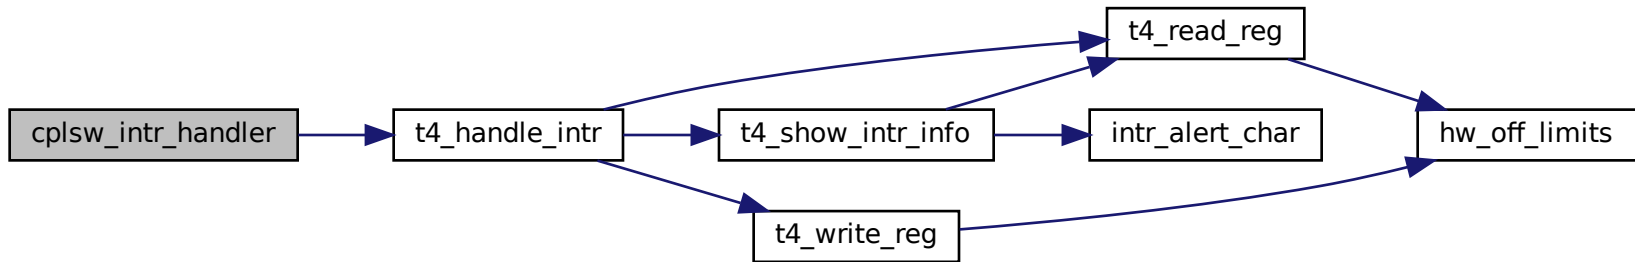 t4_read_reg
cplsw_intr_handler
t4_handle_intr
t4_show_intr_info
intr_alert_char
hw_off_limits
t4_write_reg